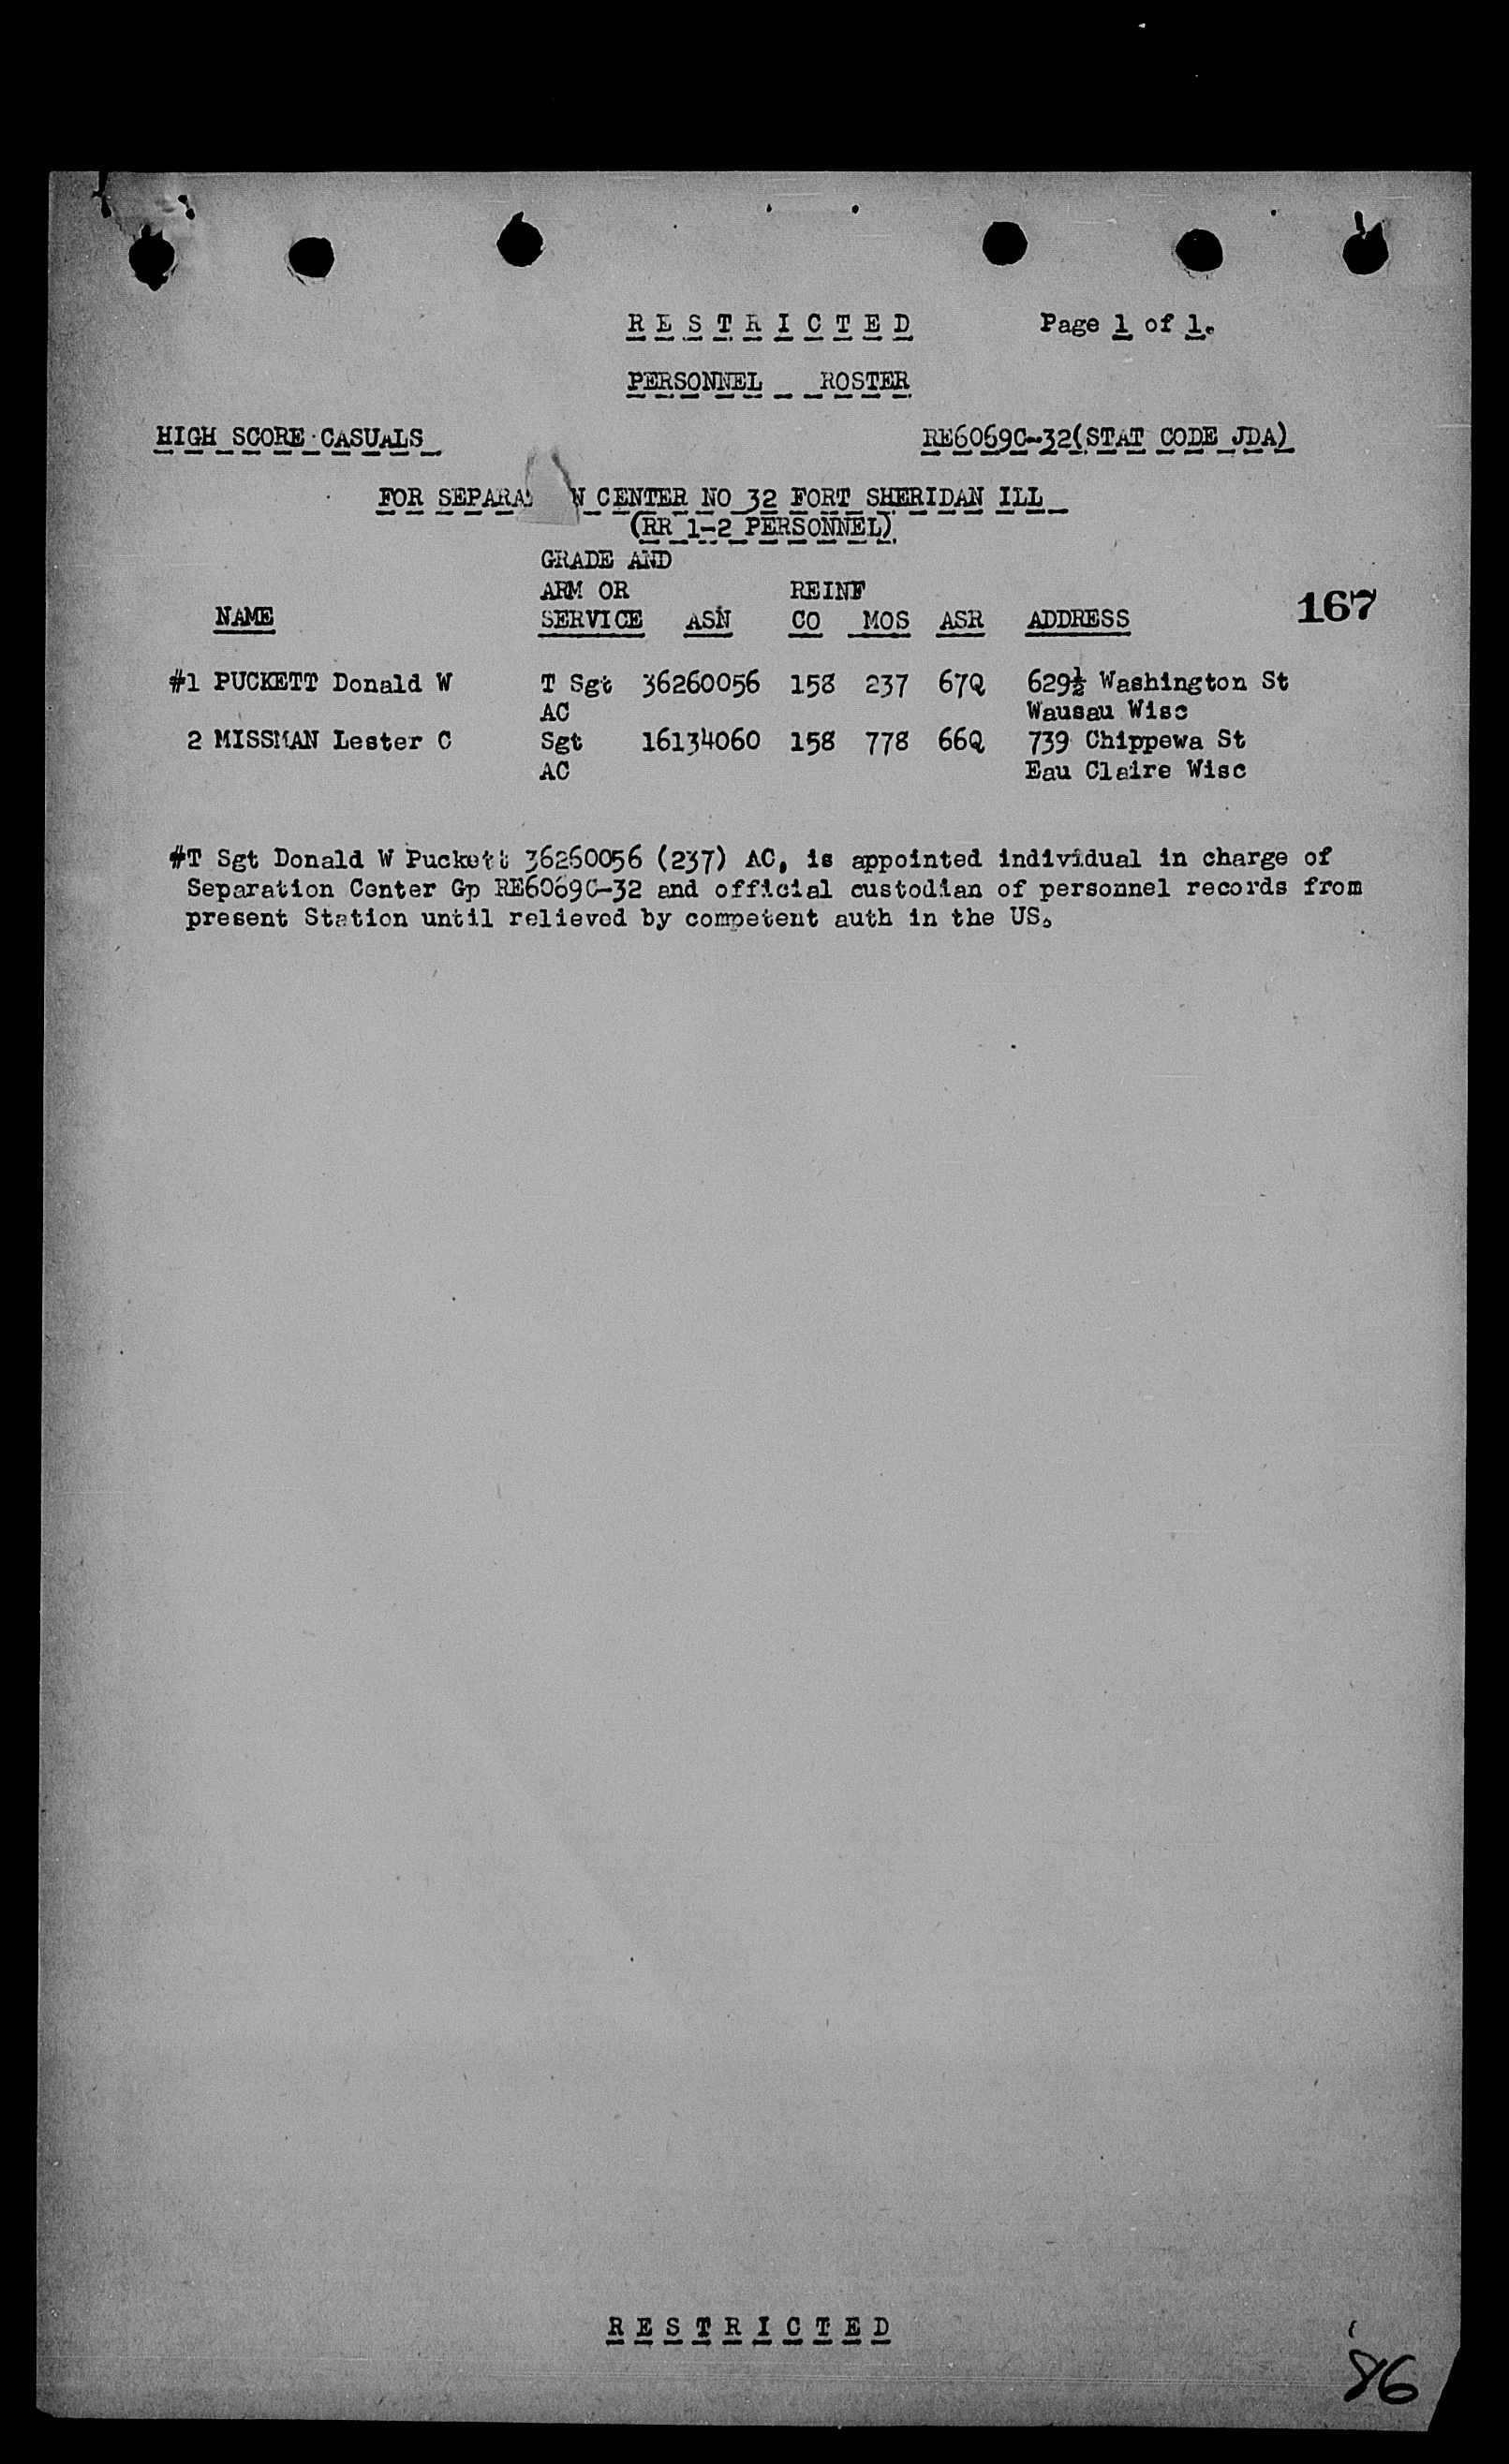 RESTRICTED Page 1 of 1.
PERSONNEL ROSTER
HIGH SCORE CASUALS RE6069C-32(STAT CODE JDA)
FOR SEPARA N CENTER NO 32 FORT SHERIDAN ILL
(RR 1-2 PERSONNEL)
GRADE AND
ARM OR REINF
NAME SERVICE ASN CO MOS ASR ADDRESS 167
#1 PUCKETT Donald W T Sgt 36260056 158 237 67Q 629½ Washington St
AC Wausau Wisc
2 MISSMAN Lester C Sgt 16134060 158 778 66Q 739 Chippewa St
AC Eau Claire Wisc
#T Sgt Donald W Puckett 36260056 (237) AC, is appointed individual in charge of
Separation Center Gp RE6069C-32 and official custodian of personnel records from
present Station until relieved by competent auth in the US.
RESTRICTED
86